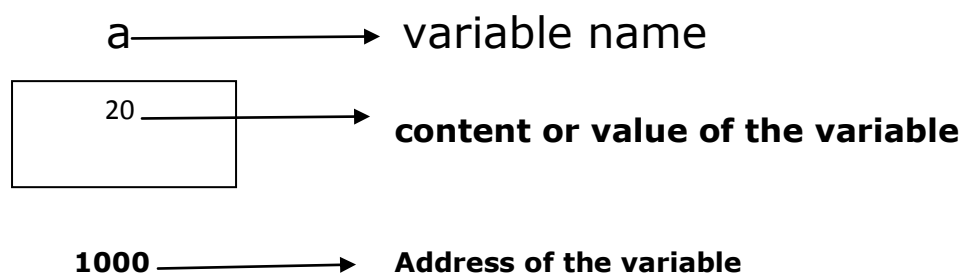 a variable name
20 content or value of the variable
1000 Address of the variable